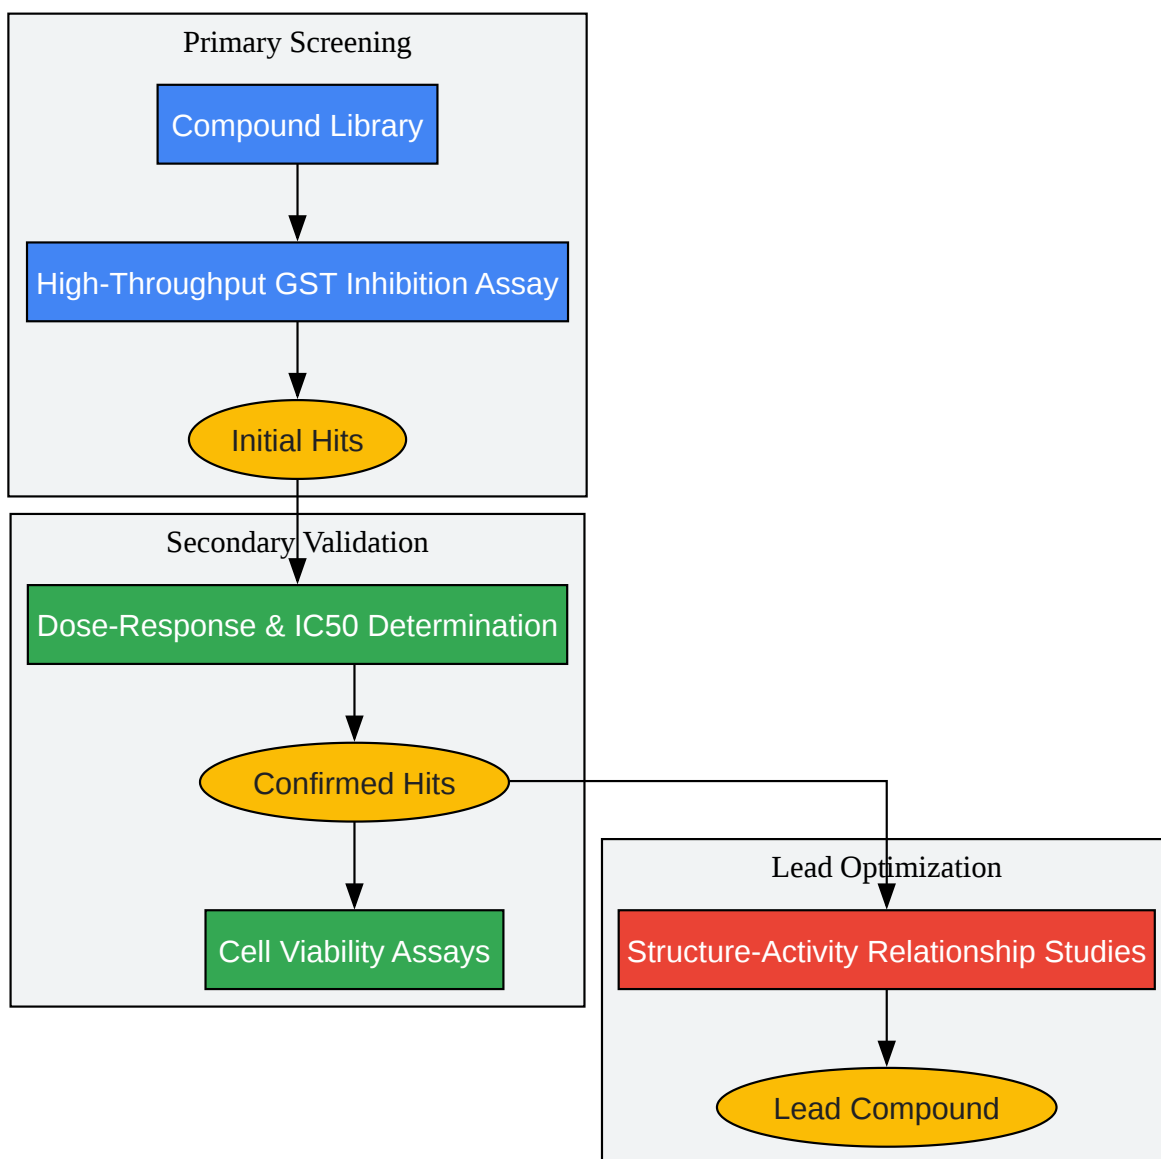 Primary Screening
Compound Library
High-Throughput GST Inhibition Assay
Initial Hits
Secondary Validation
Dose-Response & IC50 Determination
Confirmed Hits
Cell Viability Assays
Lead Optimization
Structure-Activity Relationship Studies
Lead Compound